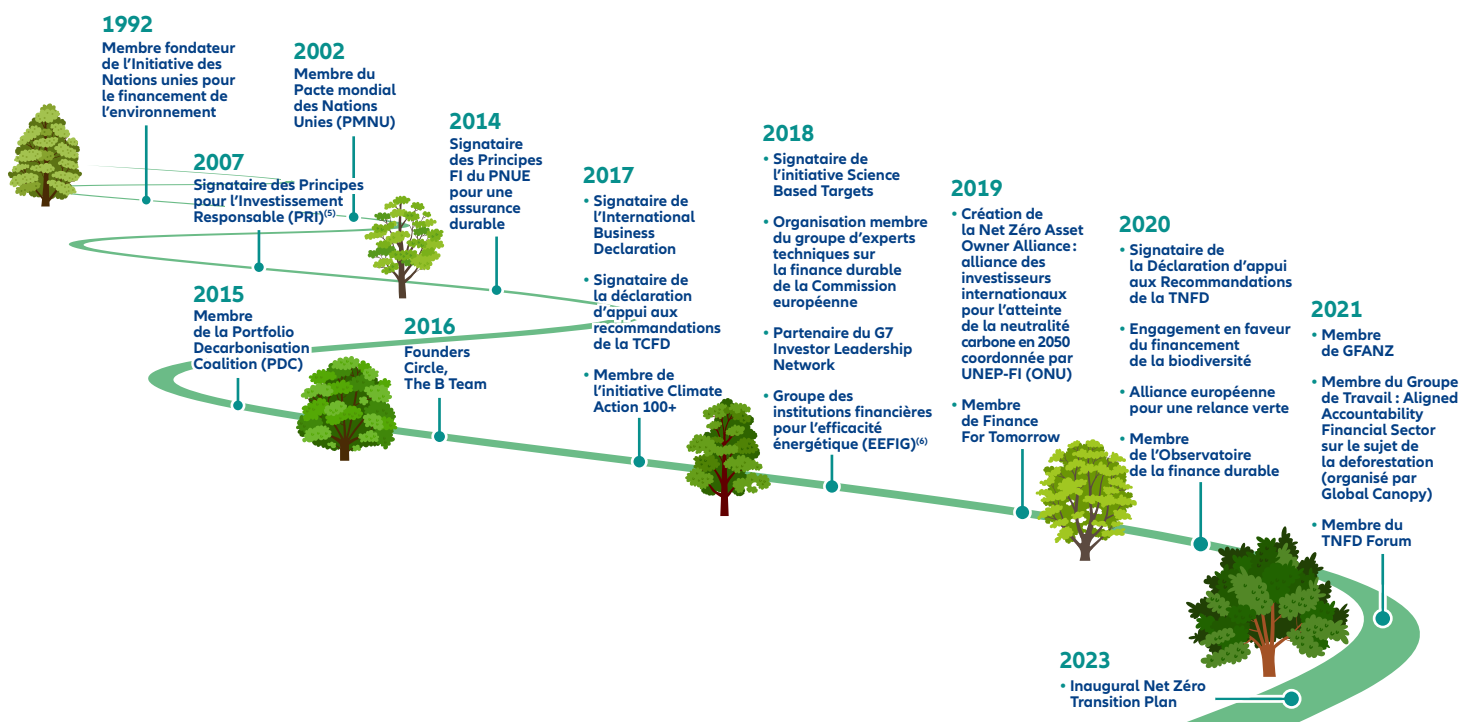 1992
Membre fondateur
de l’Initiative des
Nations unies pour
le financement de
l’environnement
2002
Membre du
Pacte mondial
des Nations
Unies (PMNU)
2007
Signataire des Principes
pour l’Investissement
Responsable (PRI)(5)
2014
Signataire
des Principes
FI du PNUE
pour une
assurance
durable
2015
Membre
de la Portfolio
Decarbonisation
Coalition (PDC)
2016
Founders
Circle,
The B Team
2017
• Signataire de
l’International
Business
Declaration
• Signataire de
la déclaration
d’appui aux
recommandations
de la TCFD
• Membre de
l’initiative Climate
Action 100+
2018
• Signataire de
l’initiative Science
Based Targets
• Organisation membre
du groupe d’experts
techniques sur
la finance durable
de la Commission
européenne
• Partenaire du G7
Investor Leadership
Network
• Groupe des
institutions financières
pour l’efficacité
énergétique (EEFIG)(6)
2019
• Création de
la Net Zéro Asset
Owner Alliance :
alliance des
investisseurs
internationaux
pour l’atteinte
de la neutralité
carbone en 2050
coordonnée par
UNEP-FI (ONU)
• Membre
de Finance
For Tomorrow
2020
• Signataire de
la Déclaration d’appui
aux Recommandations
de la TNFD
• Engagement en faveur
du financement
de la biodiversité
• Alliance européenne
pour une relance verte
• Membre
de l’Observatoire
de la finance durable
2021
• Membre
de GFANZ
• Membre du Groupe
de Travail : Aligned
Accountability
Financial Sector
sur le sujet de
la deforestation
(organisé par
Global Canopy)
• Membre du
TNFD Forum
2023
• Inaugural Net Zéro
Transition Plan